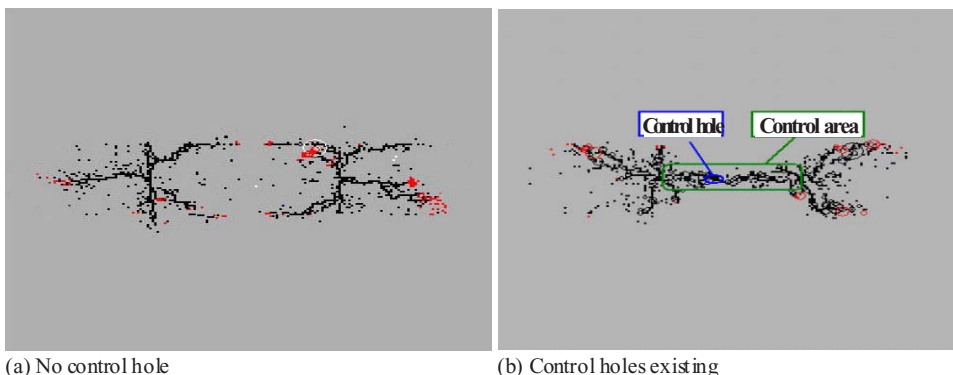 Control hole
Control area
(a) No control hole
(b) Control holes existing